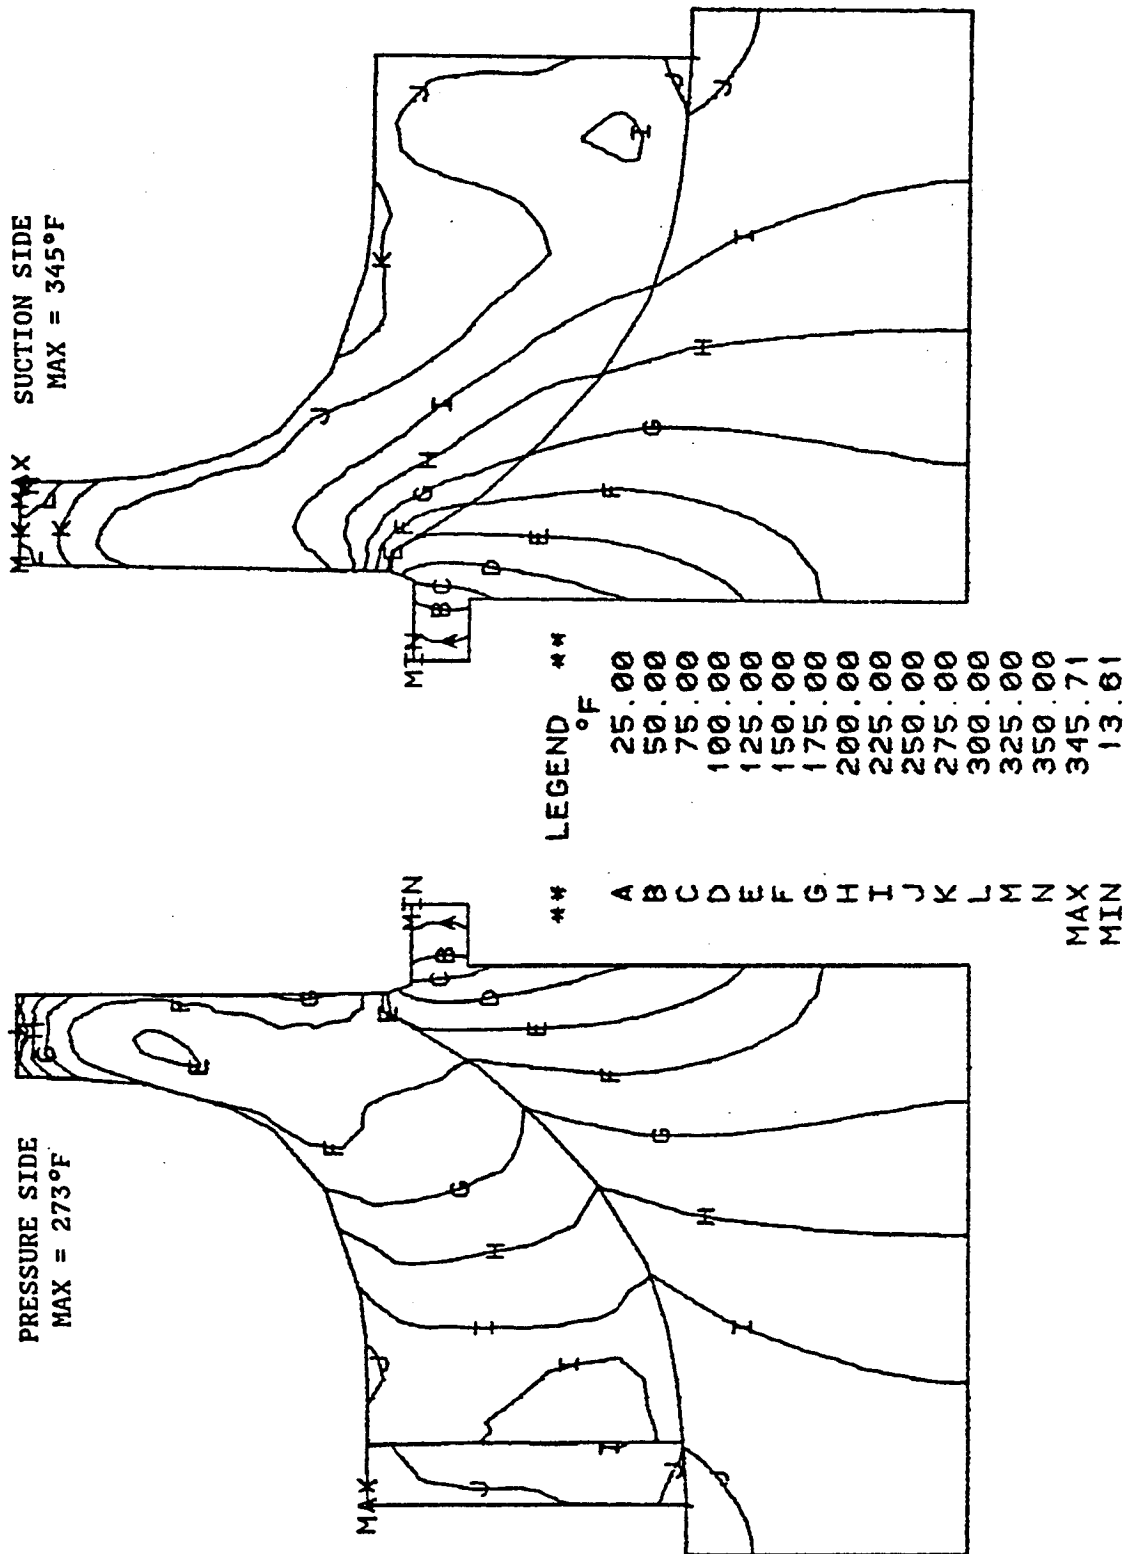 PRESSURE SIDE
MAX = 273°F
SUCTION SIDE
MAX = 345°F
MAX
MIN
MIN
M K MAX
** LEGEND **
°F
A 25.00
B 50.00
C 75.00
D 100.00
E 125.00
F 150.00
G 175.00
H 200.00
I 225.00
J 250.00
K 275.00
L 300.00
M 325.00
N 350.00
MAX 345.71
MIN 13.61
G
F
E
G
F
E
F
G
H
I
J
I
I
J
J
J
I
H
G
F
E
D
C
B
A
L
K
J
I
H
G
F
E
K
J
I
J
J
I
H
G
F
E
D
C
B
A